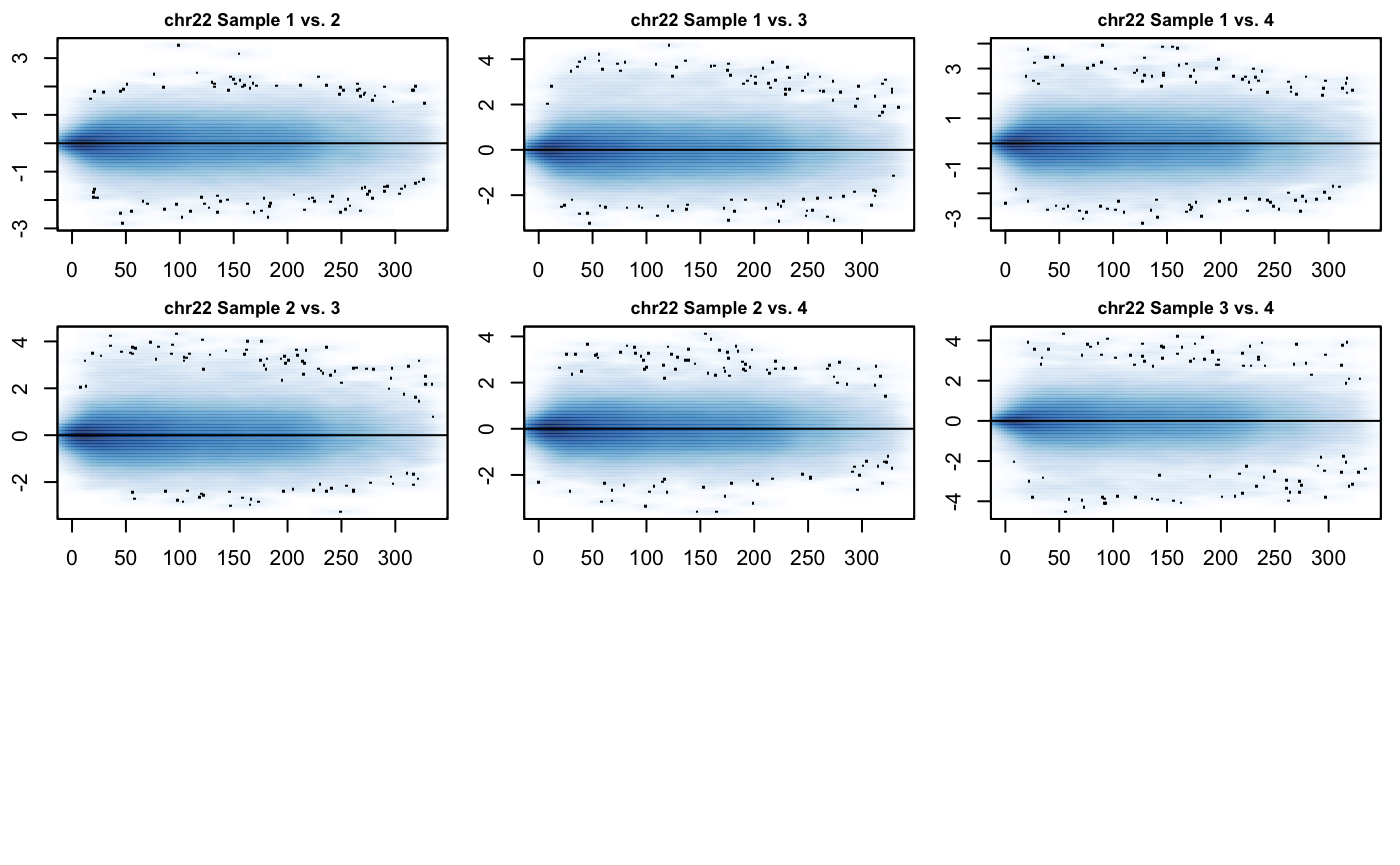 chr22 Sample 1 vs. 2
3
1
-1
-3
0 50 100 150 200 250 300
chr22 Sample 1 vs. 3
4
2
0
-2
0 50 100 150 200 250 300
chr22 Sample 1 vs. 4
3
1
-1
-3
0 50 100 150 200 250 300
chr22 Sample 2 vs. 3
4
2
0
-2
0 50 100 150 200 250 300
chr22 Sample 2 vs. 4
4
2
0
-2
0 50 100 150 200 250 300
chr22 Sample 3 vs. 4
4
2
0
-2
-4
0 50 100 150 200 250 300